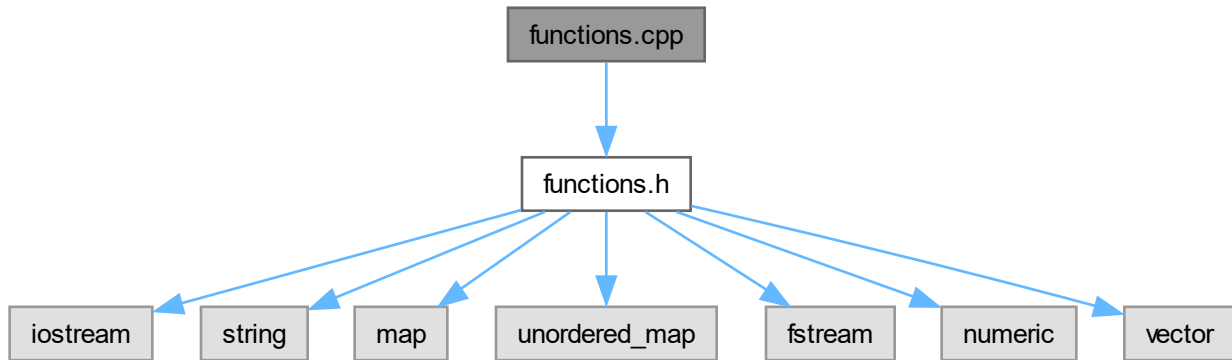 functions.cpp
functions.h
iostream
string
map
unordered_map
fstream
numeric
vector